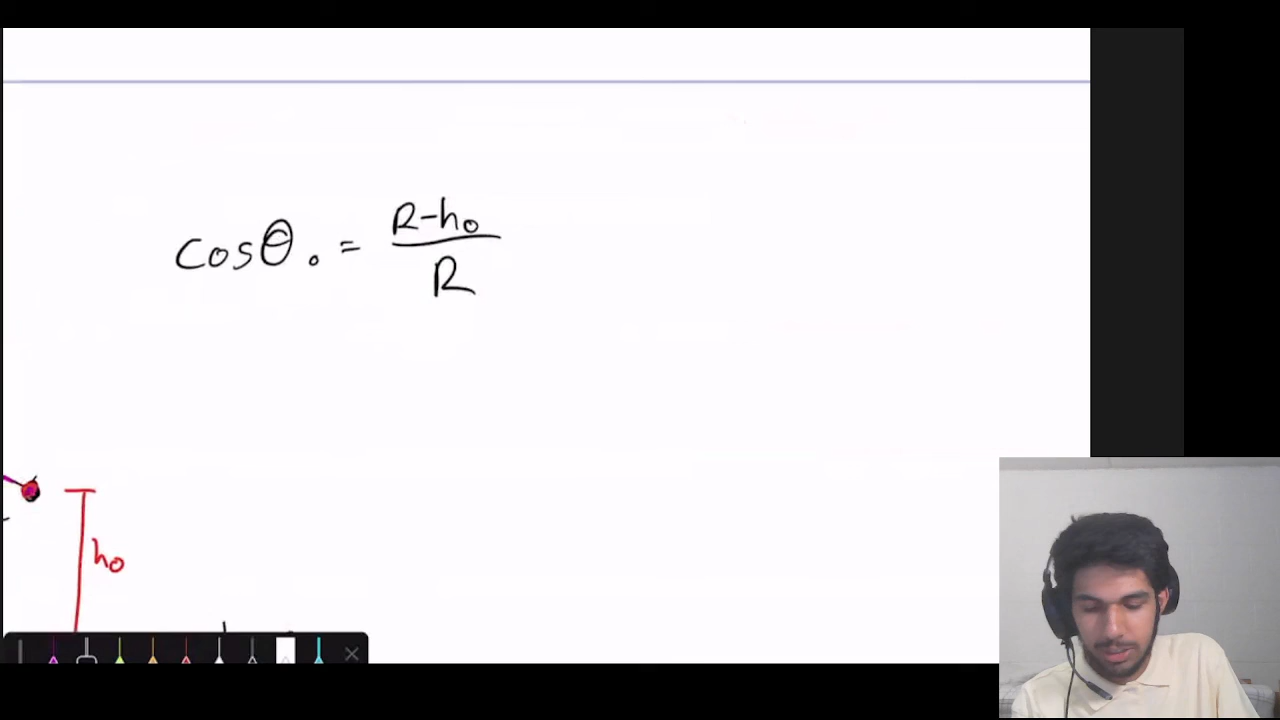 cosθ₀ = (R-h₀)/R
h₀